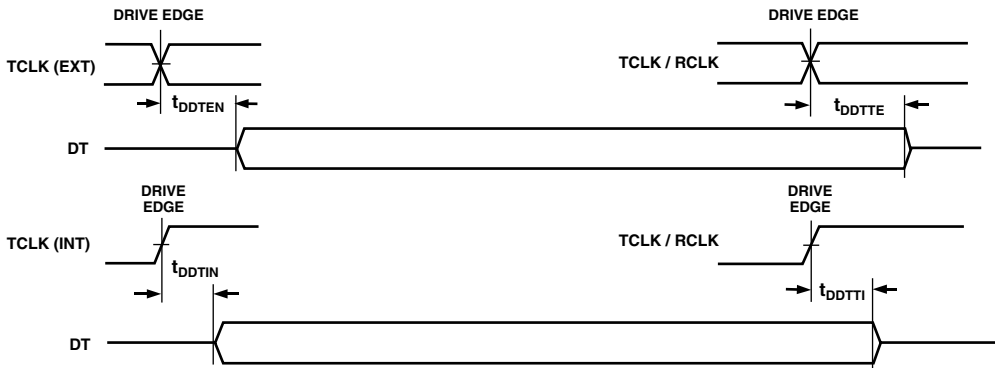 DRIVE EDGE
DRIVE EDGE
TCLK (EXT)
TCLK / RCLK
tDDTEN
tDDTTE
DT
DRIVE
EDGE
DRIVE
EDGE
TCLK (INT)
TCLK / RCLK
tDDTIN
tDDTTI
DT